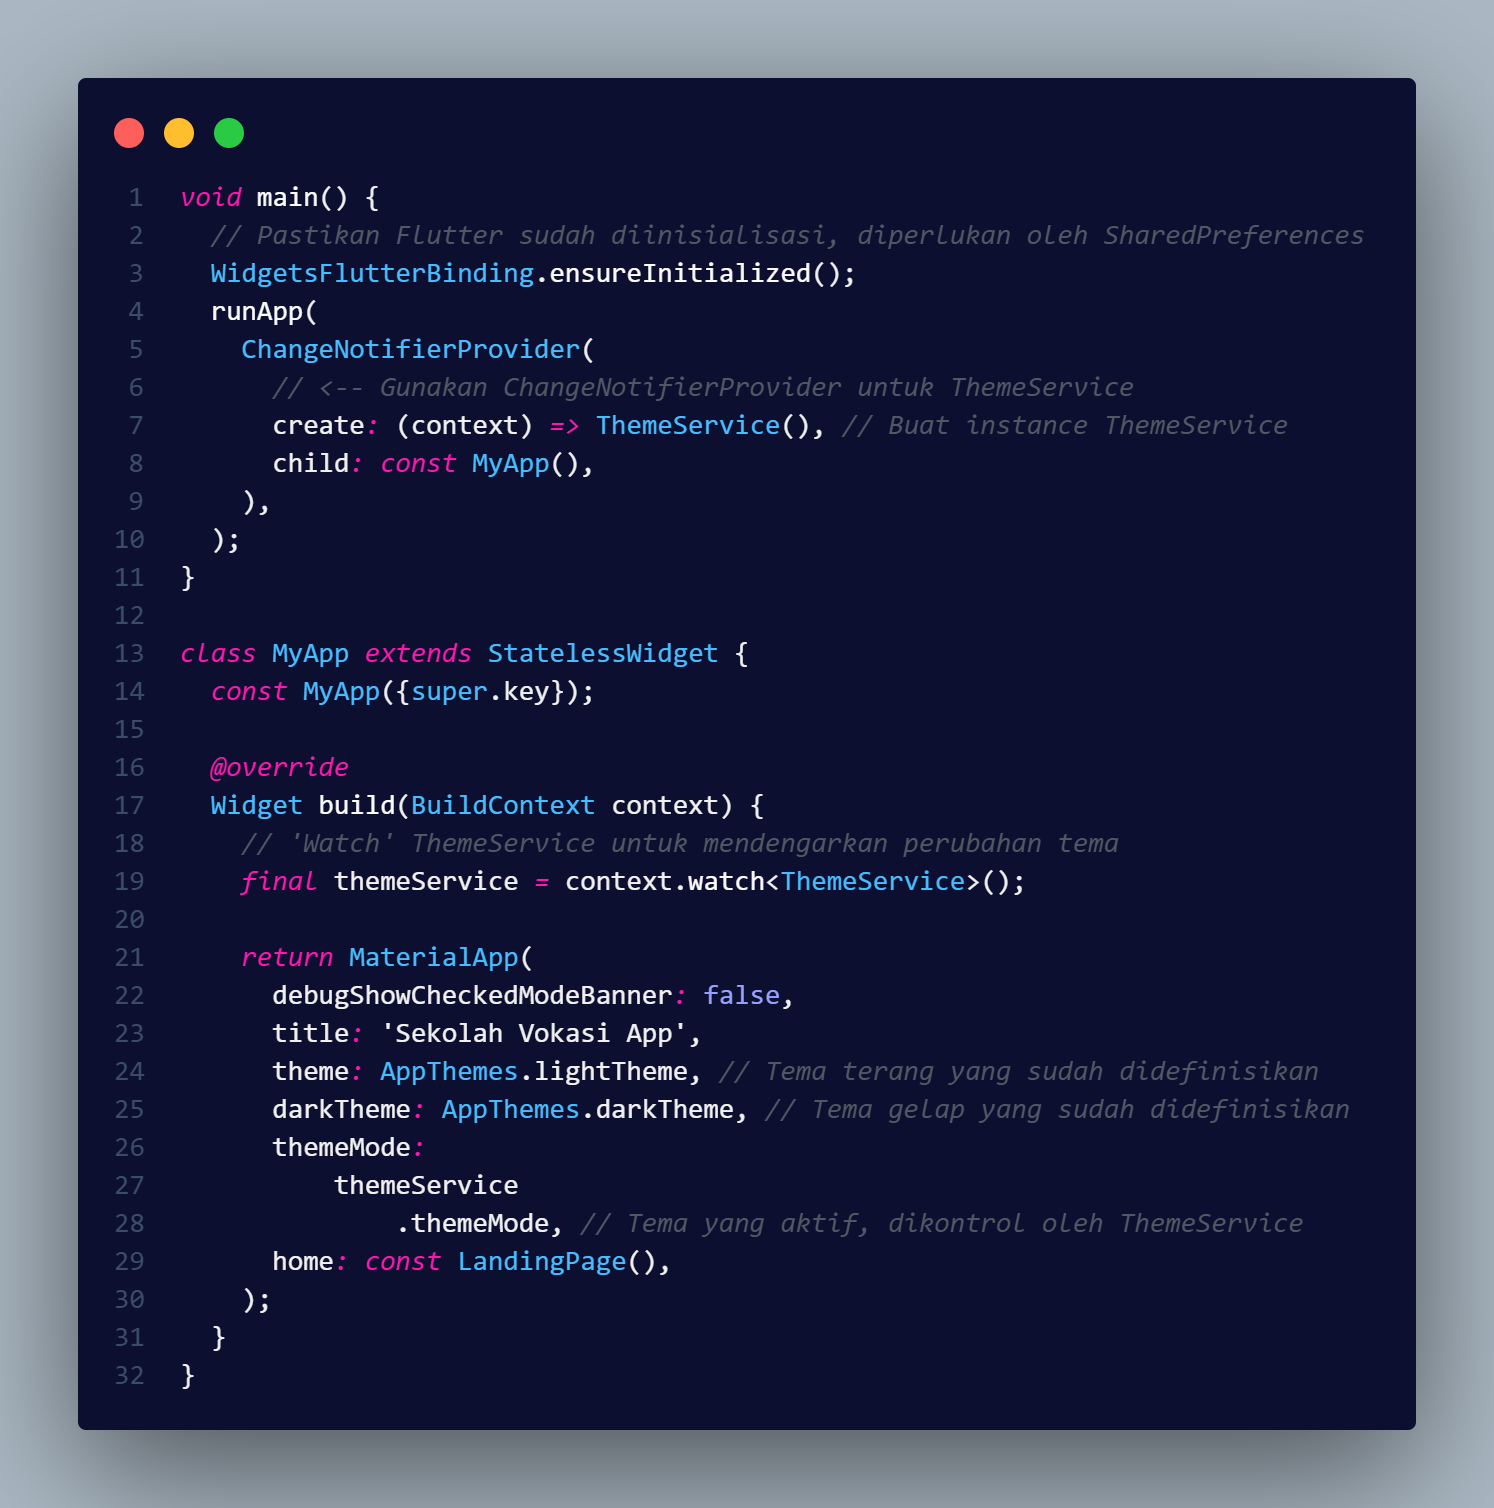 1 void main() {
2   // Pastikan Flutter sudah diinisialisasi, diperlukan oleh SharedPreferences
3   WidgetsFlutterBinding.ensureInitialized();
4   runApp(
5     ChangeNotifierProvider(
6       // <-- Gunakan ChangeNotifierProvider untuk ThemeService
7       create: (context) => ThemeService(), // Buat instance ThemeService
8       child: const MyApp(),
9     ),
10   );
11 }
12
13 class MyApp extends StatelessWidget {
14   const MyApp({super.key});
15
16   @override
17   Widget build(BuildContext context) {
18     // 'Watch' ThemeService untuk mendengarkan perubahan tema
19     final themeService = context.watch<ThemeService>();
20
21     return MaterialApp(
22       debugShowCheckedModeBanner: false,
23       title: 'Sekolah Vokasi App',
24       theme: AppThemes.lightTheme, // Tema terang yang sudah didefinisikan
25       darkTheme: AppThemes.darkTheme, // Tema gelap yang sudah didefinisikan
26       themeMode:
27           themeService
28               .themeMode, // Tema yang aktif, dikontrol oleh ThemeService
29       home: const LandingPage(),
30     );
31   }
32 }